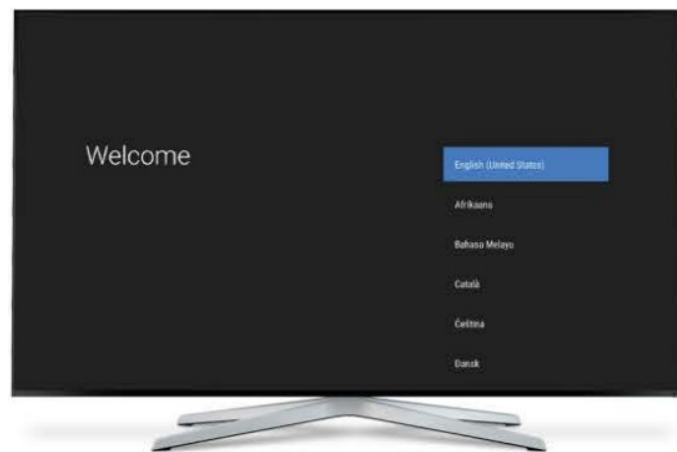 Welcome
English (United States)
Afrikaans
Bahasa Melayu
Català
Čeština
Dansk